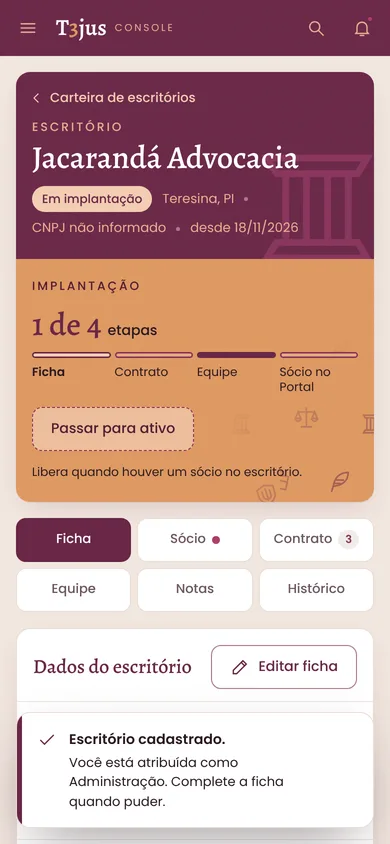 T3jus CONSOLE
Carteira de escritórios
ESCRITÓRIO
Jacarandá Advocacia
Em implantação Teresina, PI •
CNPJ não informado • desde 18/11/2026
IMPLANTAÇÃO
1 de 4 etapas
Ficha Contrato Equipe Sócio no
Portal
Passar para ativo
Libera quando houver um sócio no escritório.
Ficha Sócio Contrato 3
Equipe Notas Histórico
Dados do escritório Editar ficha
Escritório cadastrado.
Você está atribuída como
Administração. Complete a ficha
quando puder.